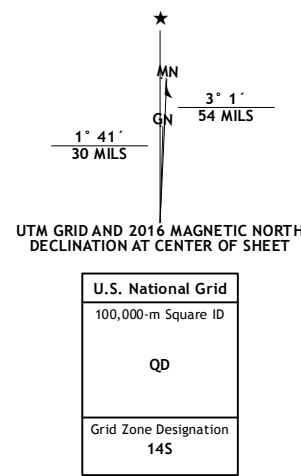 ★
MN
GN
3° 1´
54 MILS
1° 41´
30 MILS
UTM GRID AND 2016 MAGNETIC NORTH
DECLINATION AT CENTER OF SHEET
U.S. National Grid
100,000-m Square ID
QD
Grid Zone Designation
14S